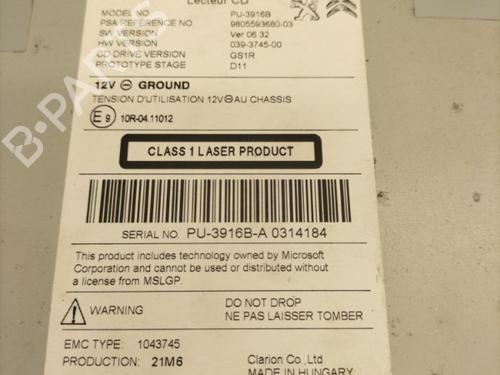 Lecteur CD
MODEL NO PU-3916B
PSA REFERENCE NO 9805593680-03
SW VERSION Ver 06.32
HW VERSION 039-3745-00
CD DRIVE VERSION GS1R
PROTOTYPE STAGE D11
12V ⊖ GROUND
TENSION D'UTILISATION 12V⊖AU CHASSIS
E9 10R-04.11012
CLASS 1 LASER PRODUCT
SERIAL NO. PU-3916B-A 0314184
This product includes technology owned by Microsoft
Corporation and cannot be used or distributed without
a license from MSLGP.
WARNING
DO NOT DROP
NE PAS LAISSER TOMBER
EMC TYPE: 1043745
PRODUCTION: 21M6
Clarion Co.,Ltd
MADE IN HUNGARY
B-PARTS